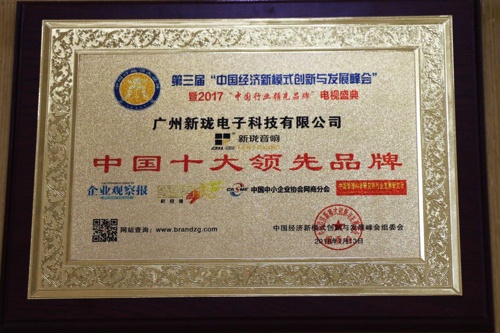 第三届“中国经济新模式创新与发展峰会”
暨2017“中国行业领先品牌”电视盛典
广州新珑电子科技有限公司
新珑音响
中国十大领先品牌
企业观察报
中国中小企业协会网商分会
网站查询：www.brandzg.com
中国经济新模式创新与发展峰会组委会